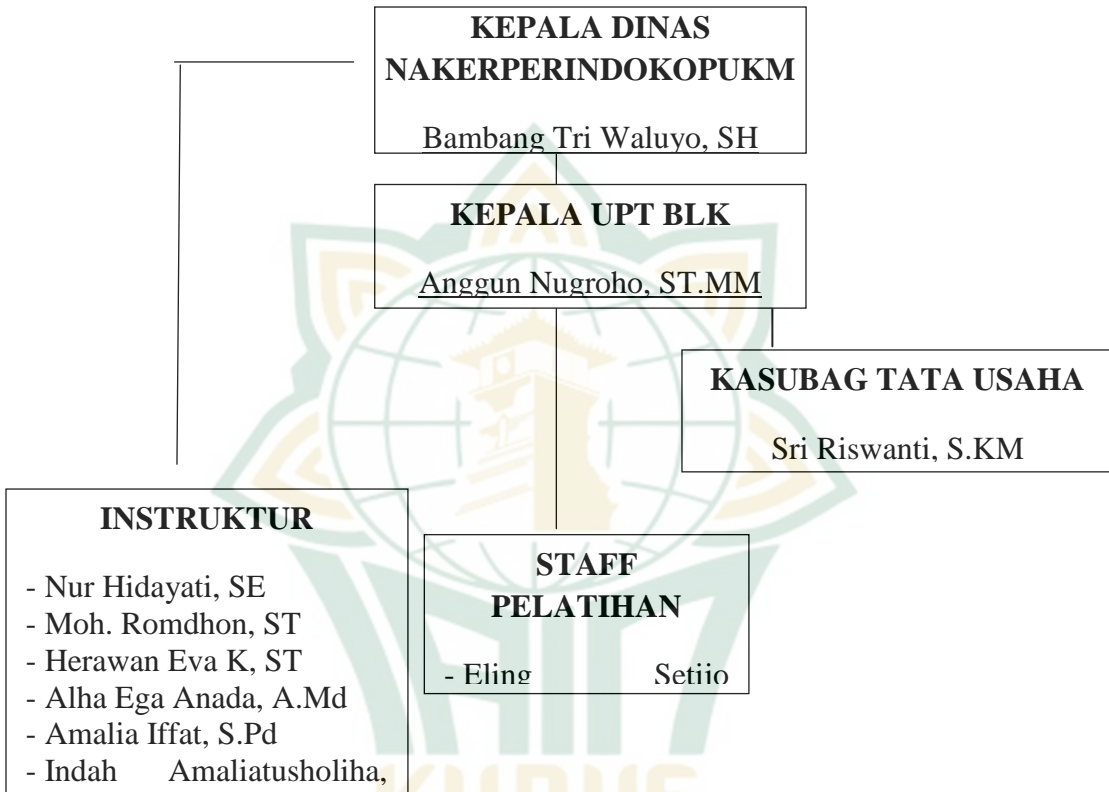 KEPALA DINAS
NAKERPERINDOKOPUKM
Bambang Tri Waluyo, SH
KEPALA UPT BLK
Anggun Nugroho, ST.MM
KASUBAG TATA USAHA
Sri Riswanti, S.KM
INSTRUKTUR
- Nur Hidayati, SE
- Moh. Romdhon, ST
- Herawan Eva K, ST
- Alha Ega Anada, A.Md
- Amalia Iffat, S.Pd
- Indah Amaliatusholiha,
STAFF
PELATIHAN
- Eling Setijo